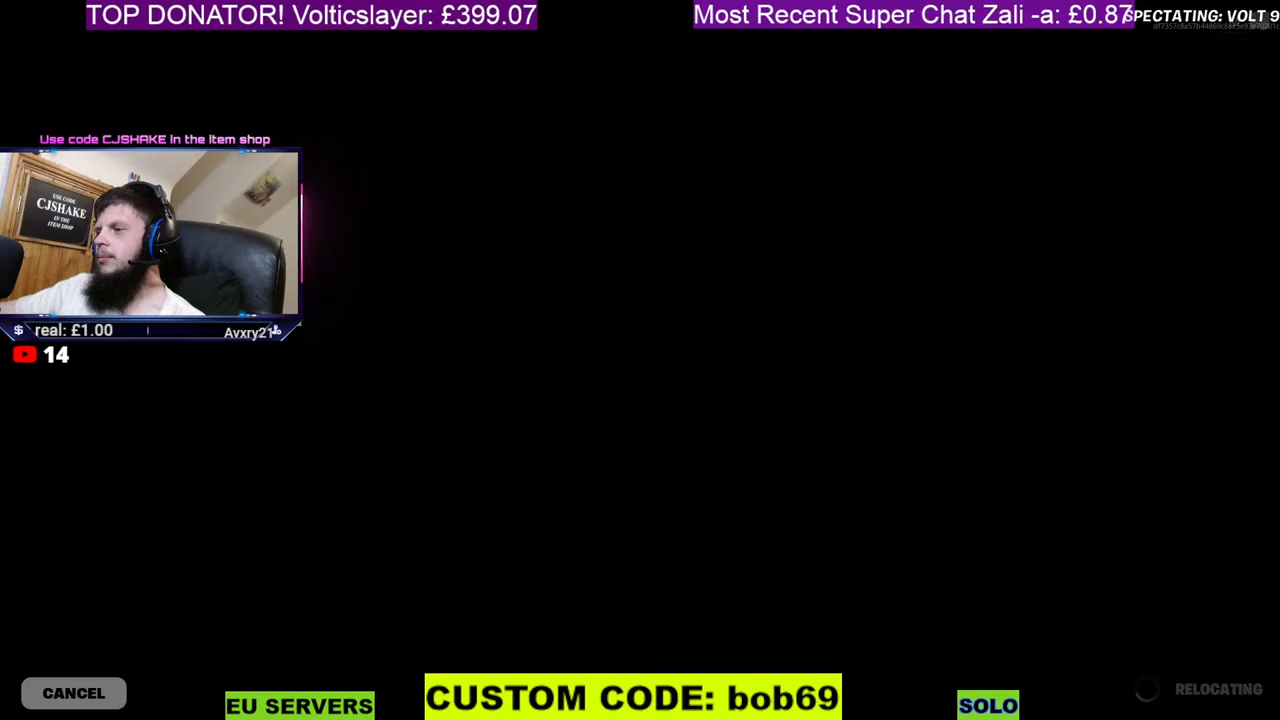 TOP DONATOR! Volticslayer: £399.07
Most Recent Super Chat Zali -a: £0.87
SPECTATING: VOLT 9
Use code CJSHAKE in the item shop
USE CODE
CJSHAKE
IN THE
ITEM SHOP
$ real: £1.00
Avxry21
14
CANCEL
EU SERVERS
CUSTOM CODE: bob69
SOLO
RELOCATING